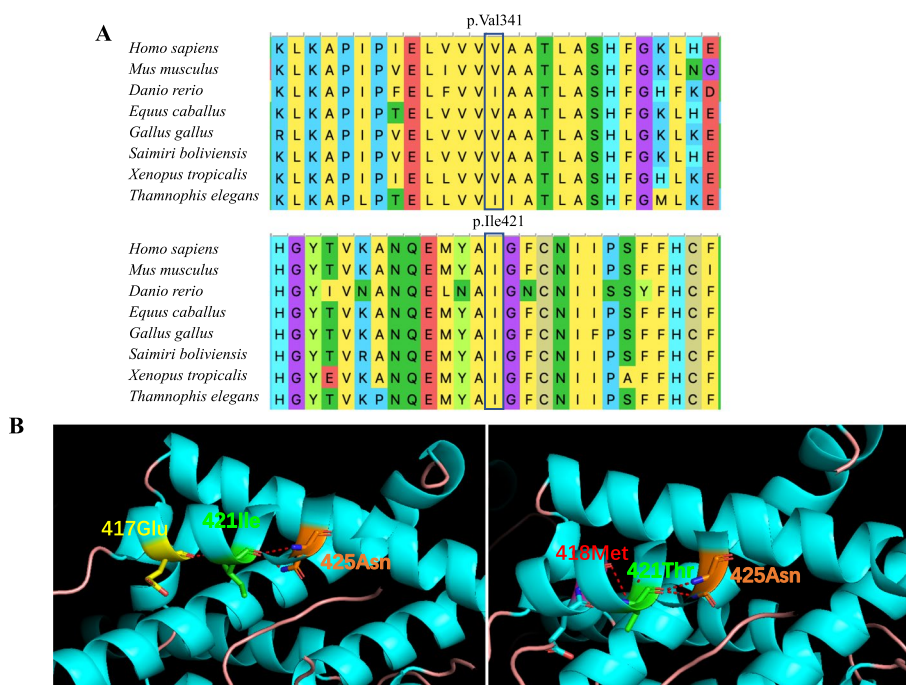 A
p.Val341
Homo sapiens K L K A P I P I E L V V V V A A T L A S H F G K L H E
Mus musculus K L K A P I P V E L I V V V A A T L A S H F G K L N G
Danio rerio K L K A P I P F E L F V V I A A T L A S H F G H F K D
Equus caballus K L K A P I P T E L V V V V A A T L A S H F G K L H E
Gallus gallus R L K A P I P V E L V V V V A A T L A S H L G K L K E
Saimiri boliviensis K L K A P I P V E L V V V V A A T L A S H F G K L H E
Xenopus tropicalis K L K A P I P I E L L V V V A A T L A S H F G H L K E
Thamnophis elegans K L K A P L P T E L L V V I I A T L A S H F G M L K E
p.Ile421
Homo sapiens H G Y T V K A N Q E M Y A I G F C N I I P S F F H C F
Mus musculus H G Y T V K A N Q E M Y A I G F C N I I P S F F H C I
Danio rerio H G Y I V N A N Q E L N A I G N C N I I S S Y F H C F
Equus caballus H G Y T V K A N Q E M Y A I G F C N I I P S F F H C F
Gallus gallus H G Y T V K A N Q E M Y A I G F C N I F P S F F H C F
Saimiri boliviensis H G Y T V R A N Q E M Y A I G F C N I I P S F F H C F
Xenopus tropicalis H G Y E V K A N Q E M Y A I G F C N I I P A F F H C F
Thamnophis elegans H G Y T V K P N Q E M Y A I G F C N I I P S F F H C F
B
417Glu
421Ile
425Asn
418Met
421Thr
425Asn